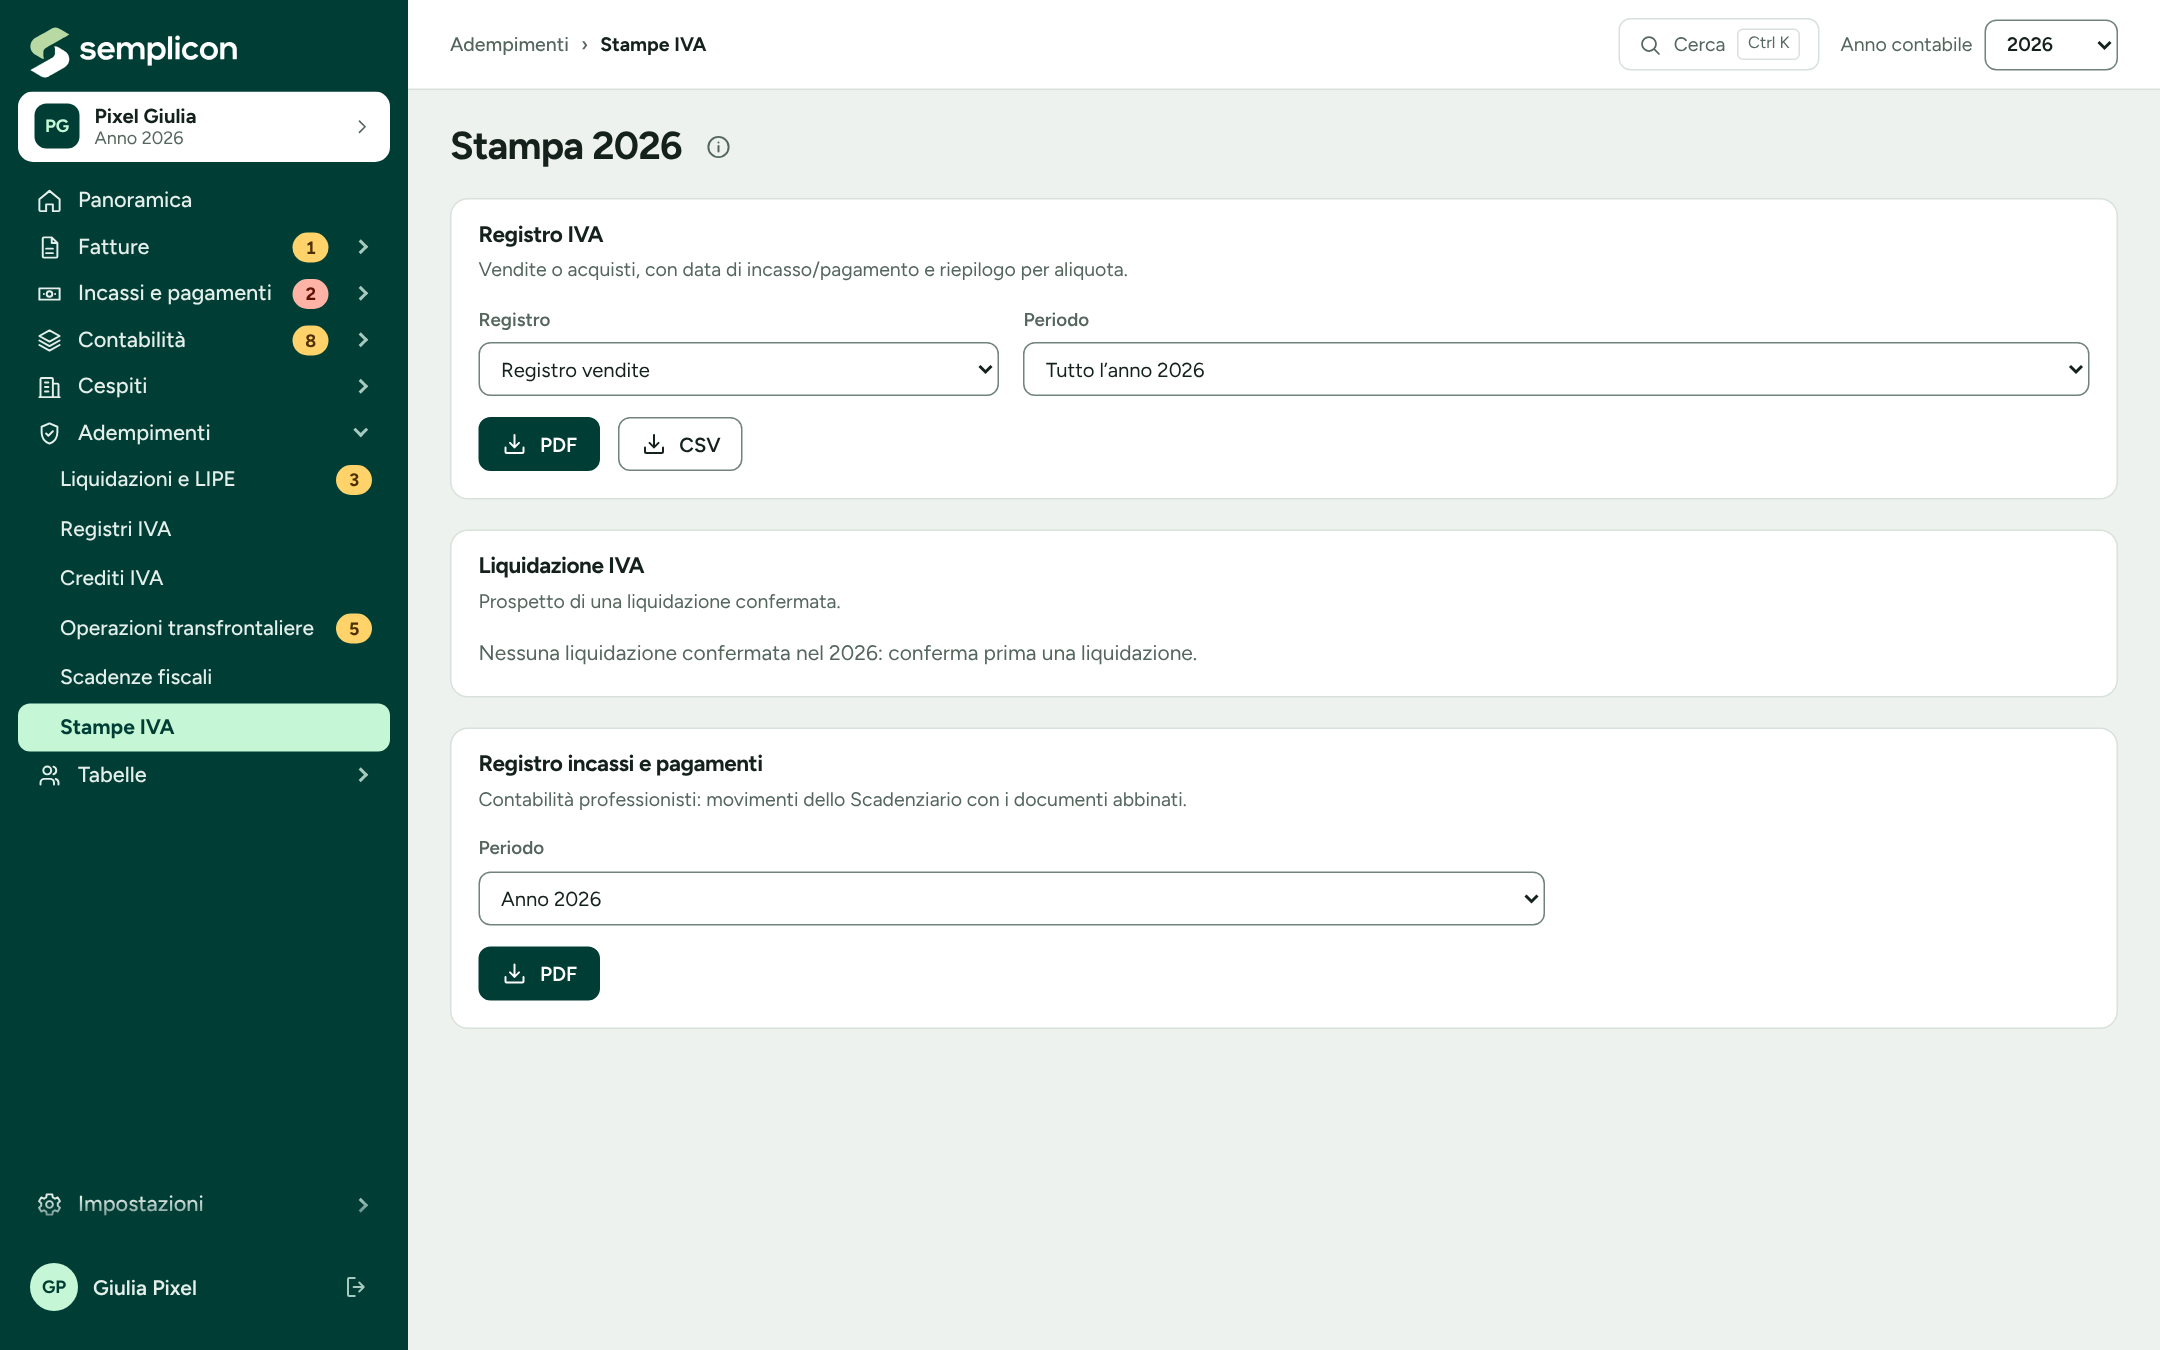 semplicon
PG
Pixel Giulia
Anno 2026
Panoramica
Fatture 1
Incassi e pagamenti 2
Contabilità 8
Cespiti
Adempimenti
Liquidazioni e LIPE 3
Registri IVA
Crediti IVA
Operazioni transfrontaliere 5
Scadenze fiscali
Stampe IVA
Tabelle
Impostazioni
GP Giulia Pixel
Adempimenti › Stampe IVA
Cerca Ctrl K
Anno contabile 2026
Stampa 2026
Registro IVA
Vendite o acquisti, con data di incasso/pagamento e riepilogo per aliquota.
Registro Periodo
Registro vendite Tutto l’anno 2026
PDF CSV
Liquidazione IVA
Prospetto di una liquidazione confermata.
Nessuna liquidazione confermata nel 2026: conferma prima una liquidazione.
Registro incassi e pagamenti
Contabilità professionisti: movimenti dello Scadenziario con i documenti abbinati.
Periodo
Anno 2026
PDF